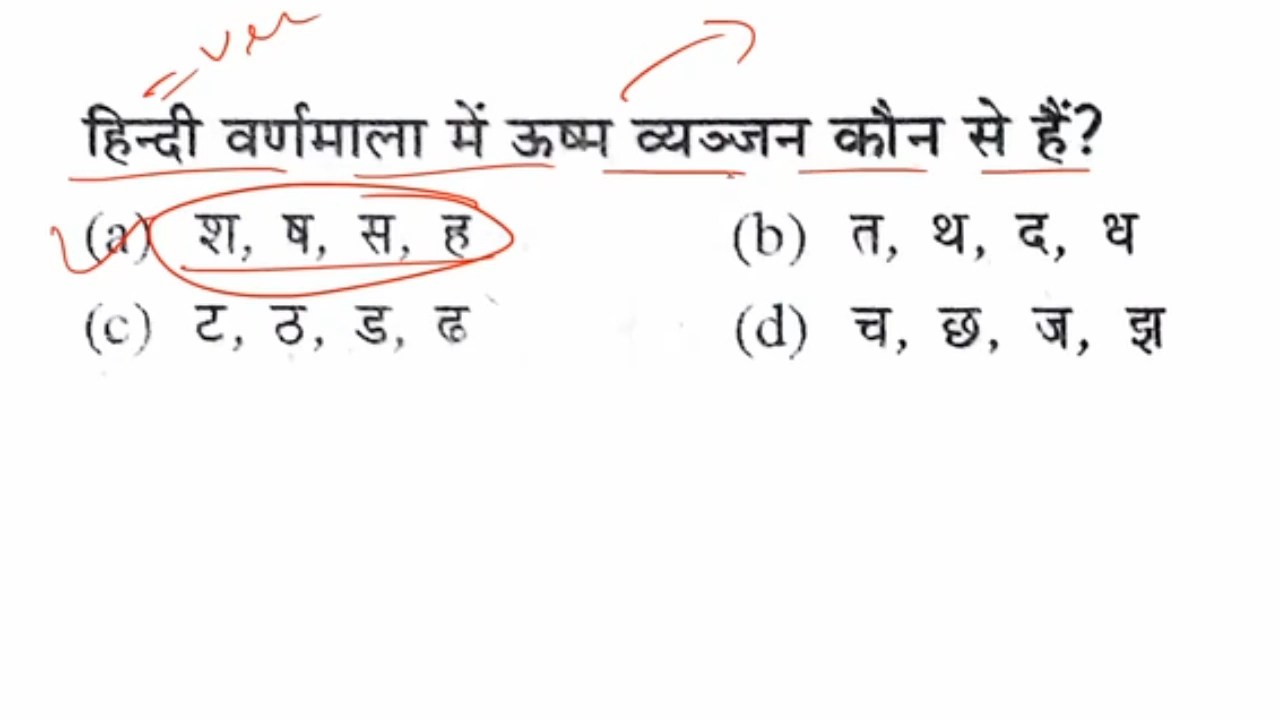 हिन्दी वर्णमाला में ऊष्म व्यञ्जन कौन से हैं?
(a) श, ष, स, ह (b) त, थ, द, ध
(c) ट, ठ, ड, ढ (d) च, छ, ज, झ